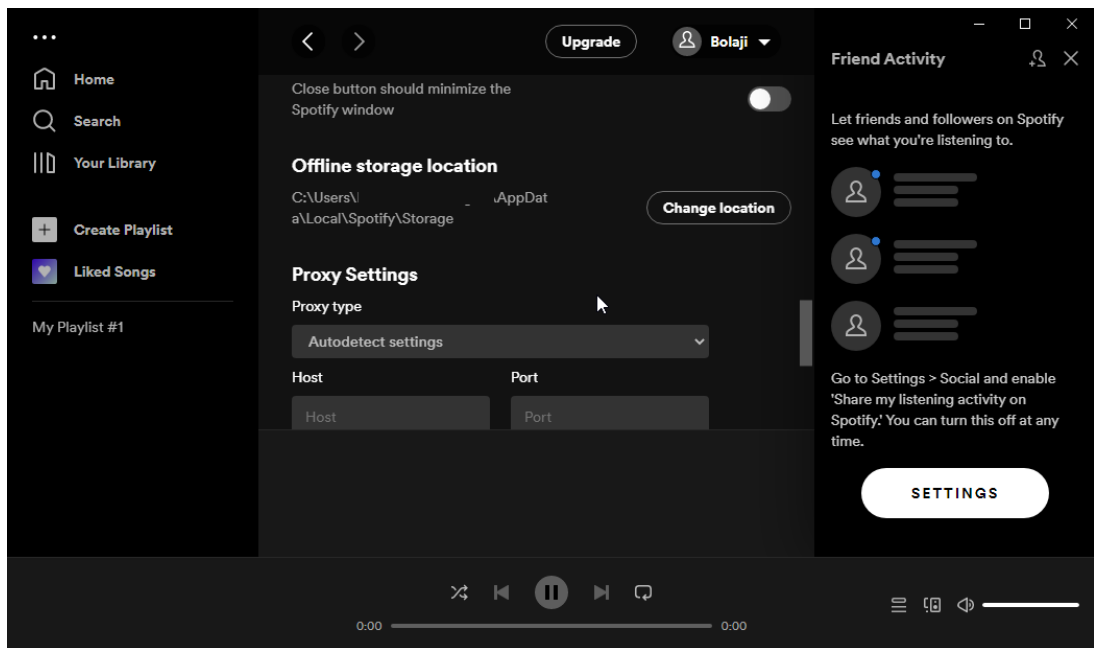 Home
Search
Your Library
Create Playlist
Liked Songs
My Playlist #1
Upgrade
Bolaji
Close button should minimize the
Spotify window
Offline storage location
C:\Users\ \AppDat
a\Local\Spotify\Storage
Change location
Proxy Settings
Proxy type
Autodetect settings
Host
Port
Host
Port
Friend Activity
Let friends and followers on Spotify
see what you're listening to.
Go to Settings > Social and enable
'Share my listening activity on
Spotify.' You can turn this off at any
time.
SETTINGS
0:00
0:00